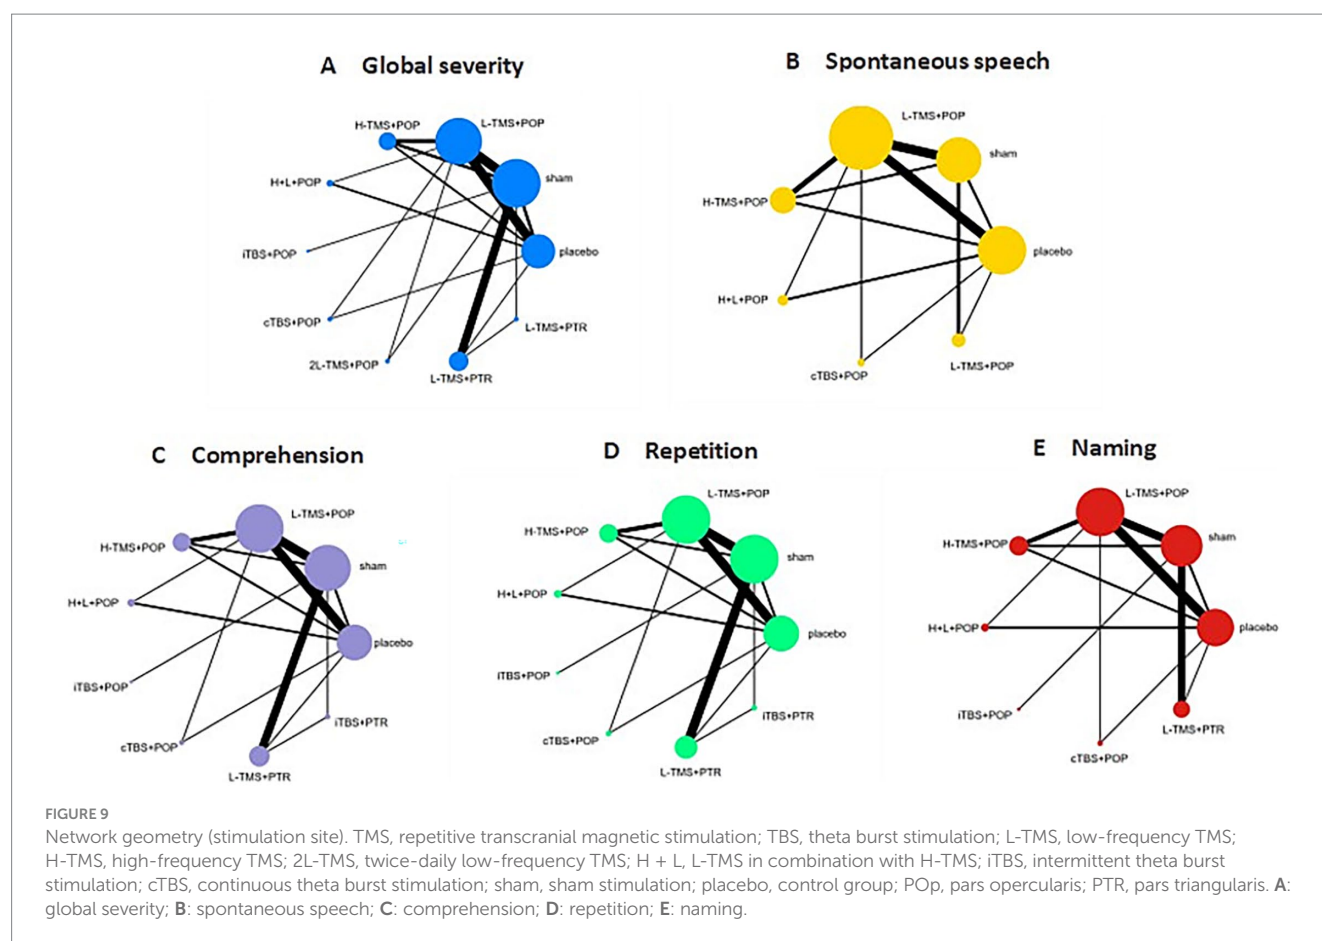 A Global severity
L-TMS+POP
H-TMS+POP
sham
H+L+POP
placebo
iTBS+POP
cTBS+POP
L-TMS+PTR
2L-TMS+POP
L-TMS+PTR
B Spontaneous speech
L-TMS+POP
sham
H-TMS+POP
placebo
H+L+POP
L-TMS+POP
cTBS+POP
C Comprehension
L-TMS+POP
H-TMS+POP
sham
H+L+POP
placebo
iTBS+POP
iTBS+PTR
cTBS+POP
L-TMS+PTR
D Repetition
L-TMS+POP
H-TMS+POP
sham
H+L+POP
placebo
iTBS+POP
iTBS+PTR
cTBS+POP
L-TMS+PTR
E Naming
L-TMS+POP
sham
H-TMS+POP
H+L+POP
placebo
iTBS+POP
L-TMS+PTR
cTBS+POP
FIGURE 9
Network geometry (stimulation site). TMS, repetitive transcranial magnetic stimulation; TBS, theta burst stimulation; L-TMS, low-frequency TMS;
H-TMS, high-frequency TMS; 2L-TMS, twice-daily low-frequency TMS; H + L, L-TMS in combination with H-TMS; iTBS, intermittent theta burst
stimulation; cTBS, continuous theta burst stimulation; sham, sham stimulation; placebo, control group; POp, pars opercularis; PTR, pars triangularis. A:
global severity; B: spontaneous speech; C: comprehension; D: repetition; E: naming.